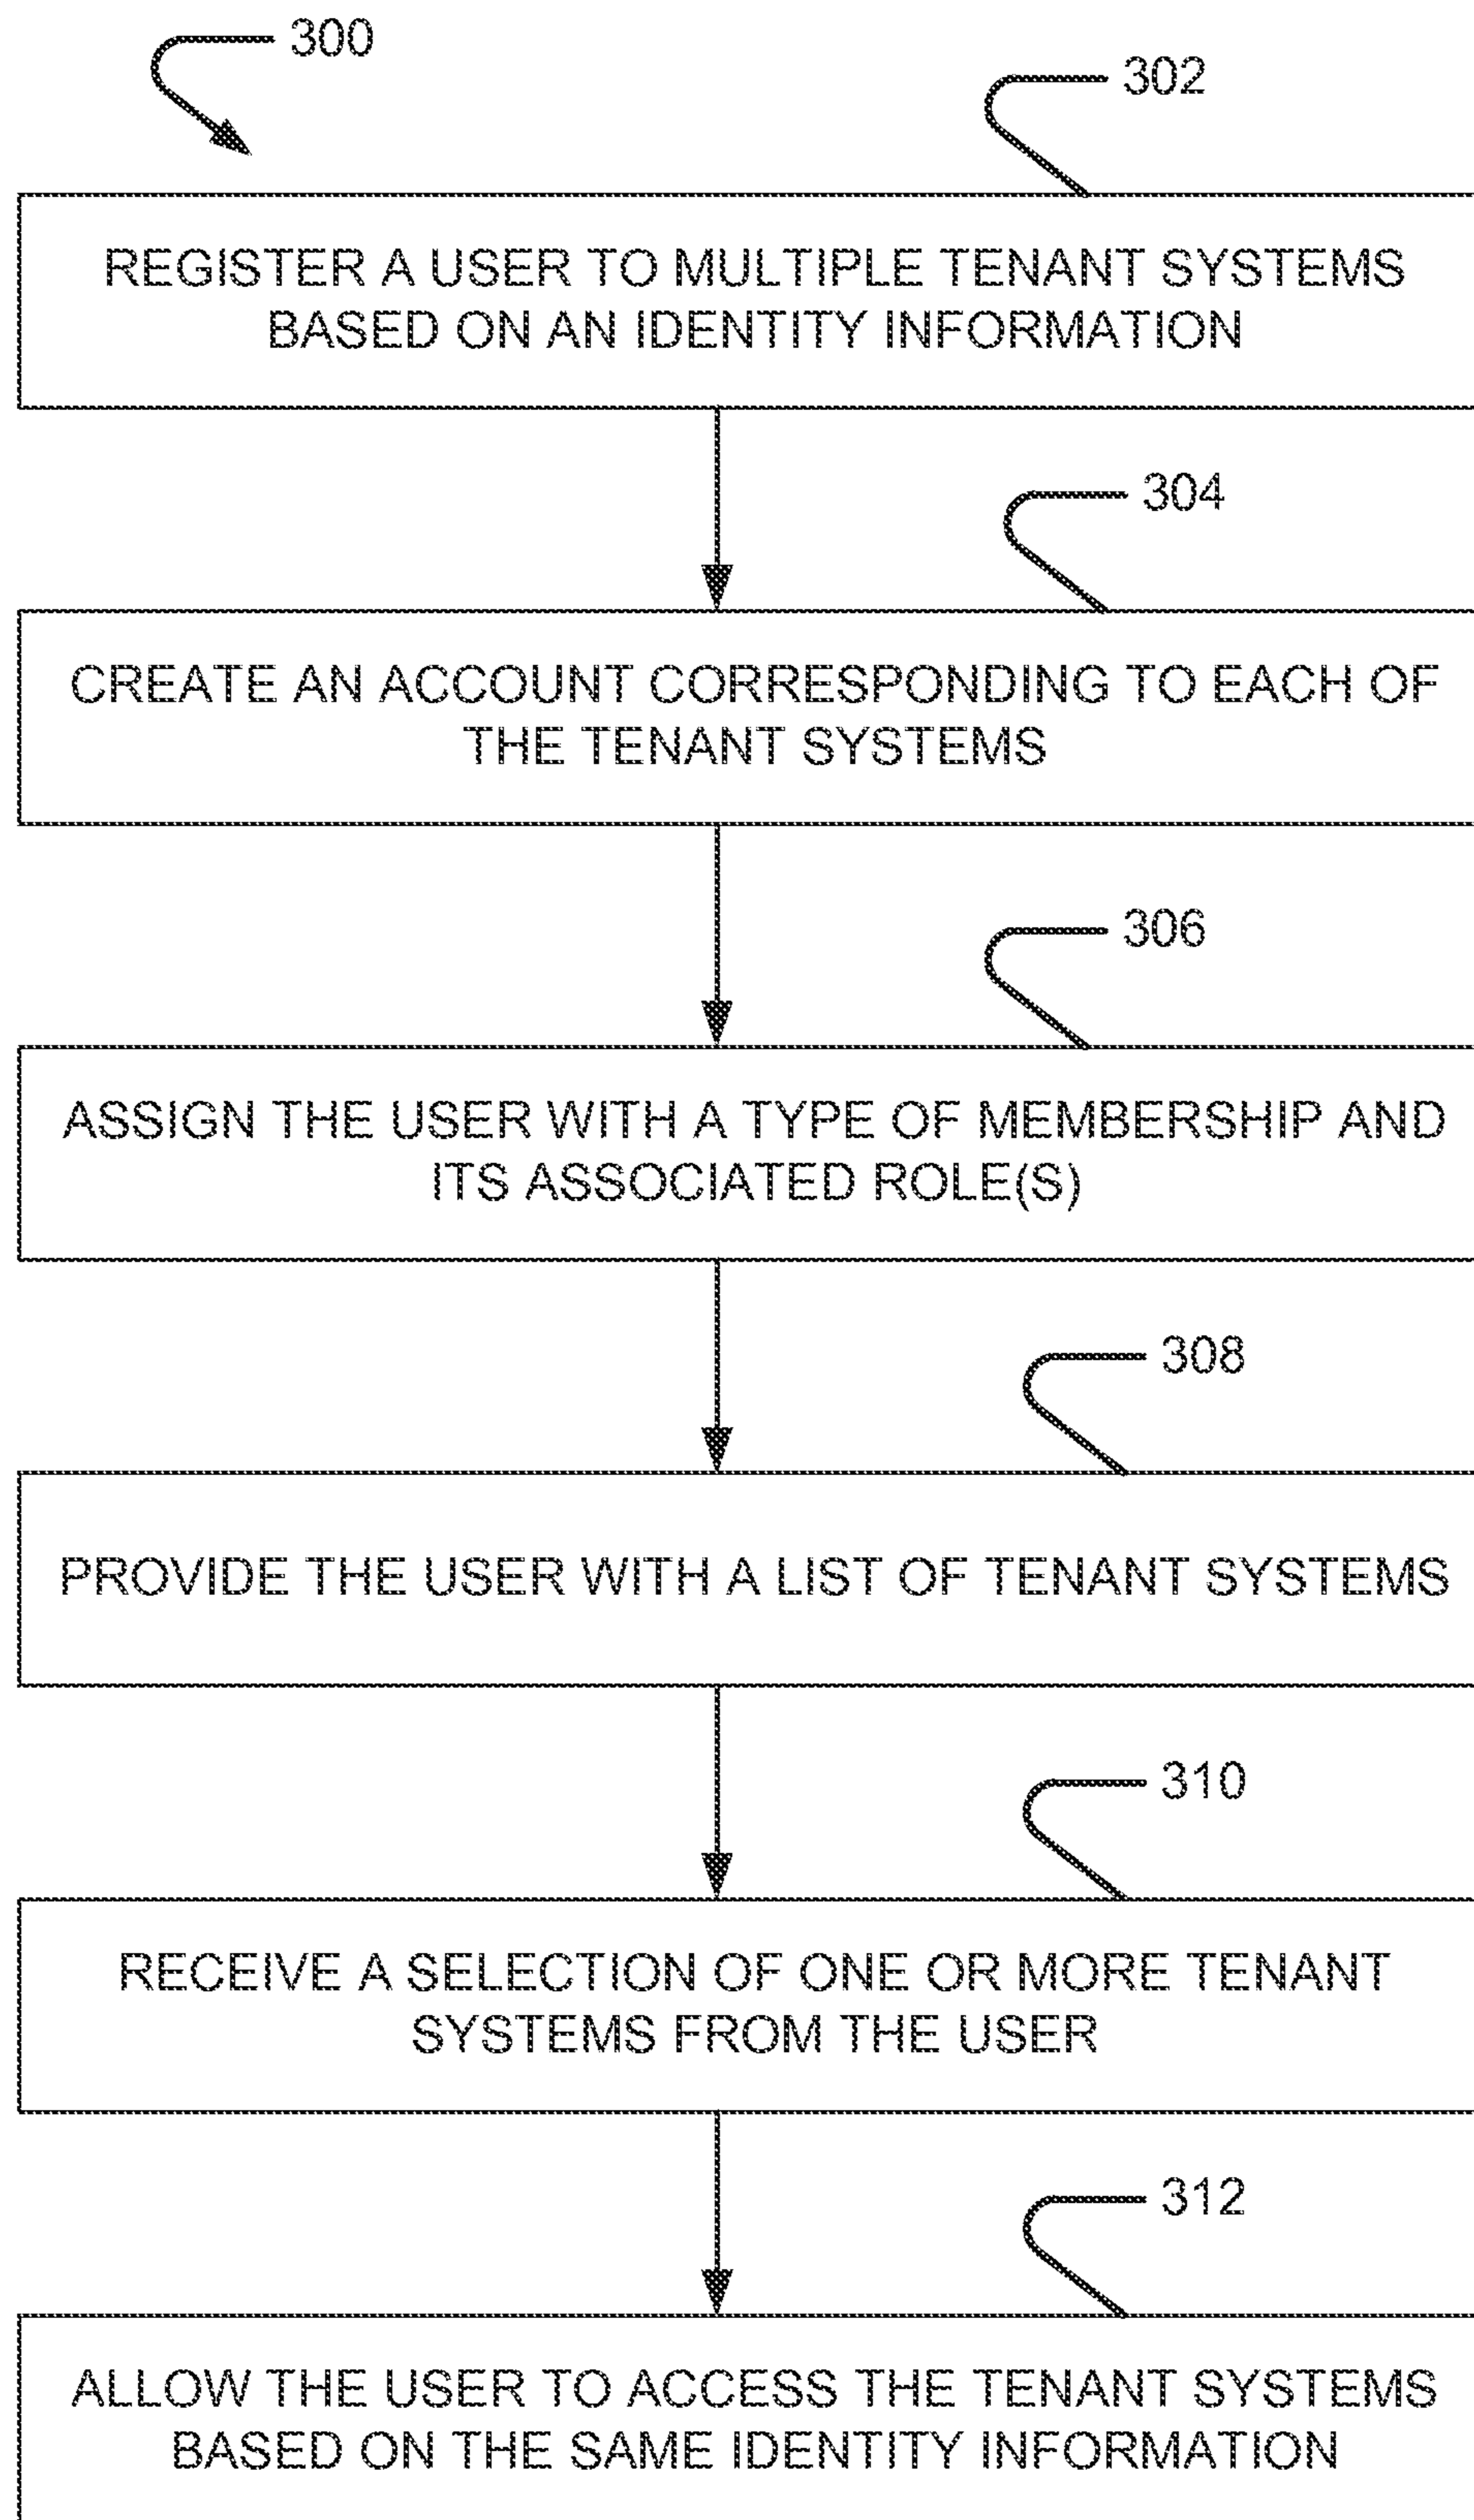 300
302
REGISTER A USER TO MULTIPLE TENANT SYSTEMS
BASED ON AN IDENTITY INFORMATION
304
CREATE AN ACCOUNT CORRESPONDING TO EACH OF
THE TENANT SYSTEMS
306
ASSIGN THE USER WITH A TYPE OF MEMBERSHIP AND
ITS ASSOCIATED ROLE(S)
308
PROVIDE THE USER WITH A LIST OF TENANT SYSTEMS
310
RECEIVE A SELECTION OF ONE OR MORE TENANT
SYSTEMS FROM THE USER
312
ALLOW THE USER TO ACCESS THE TENANT SYSTEMS
BASED ON THE SAME IDENTITY INFORMATION